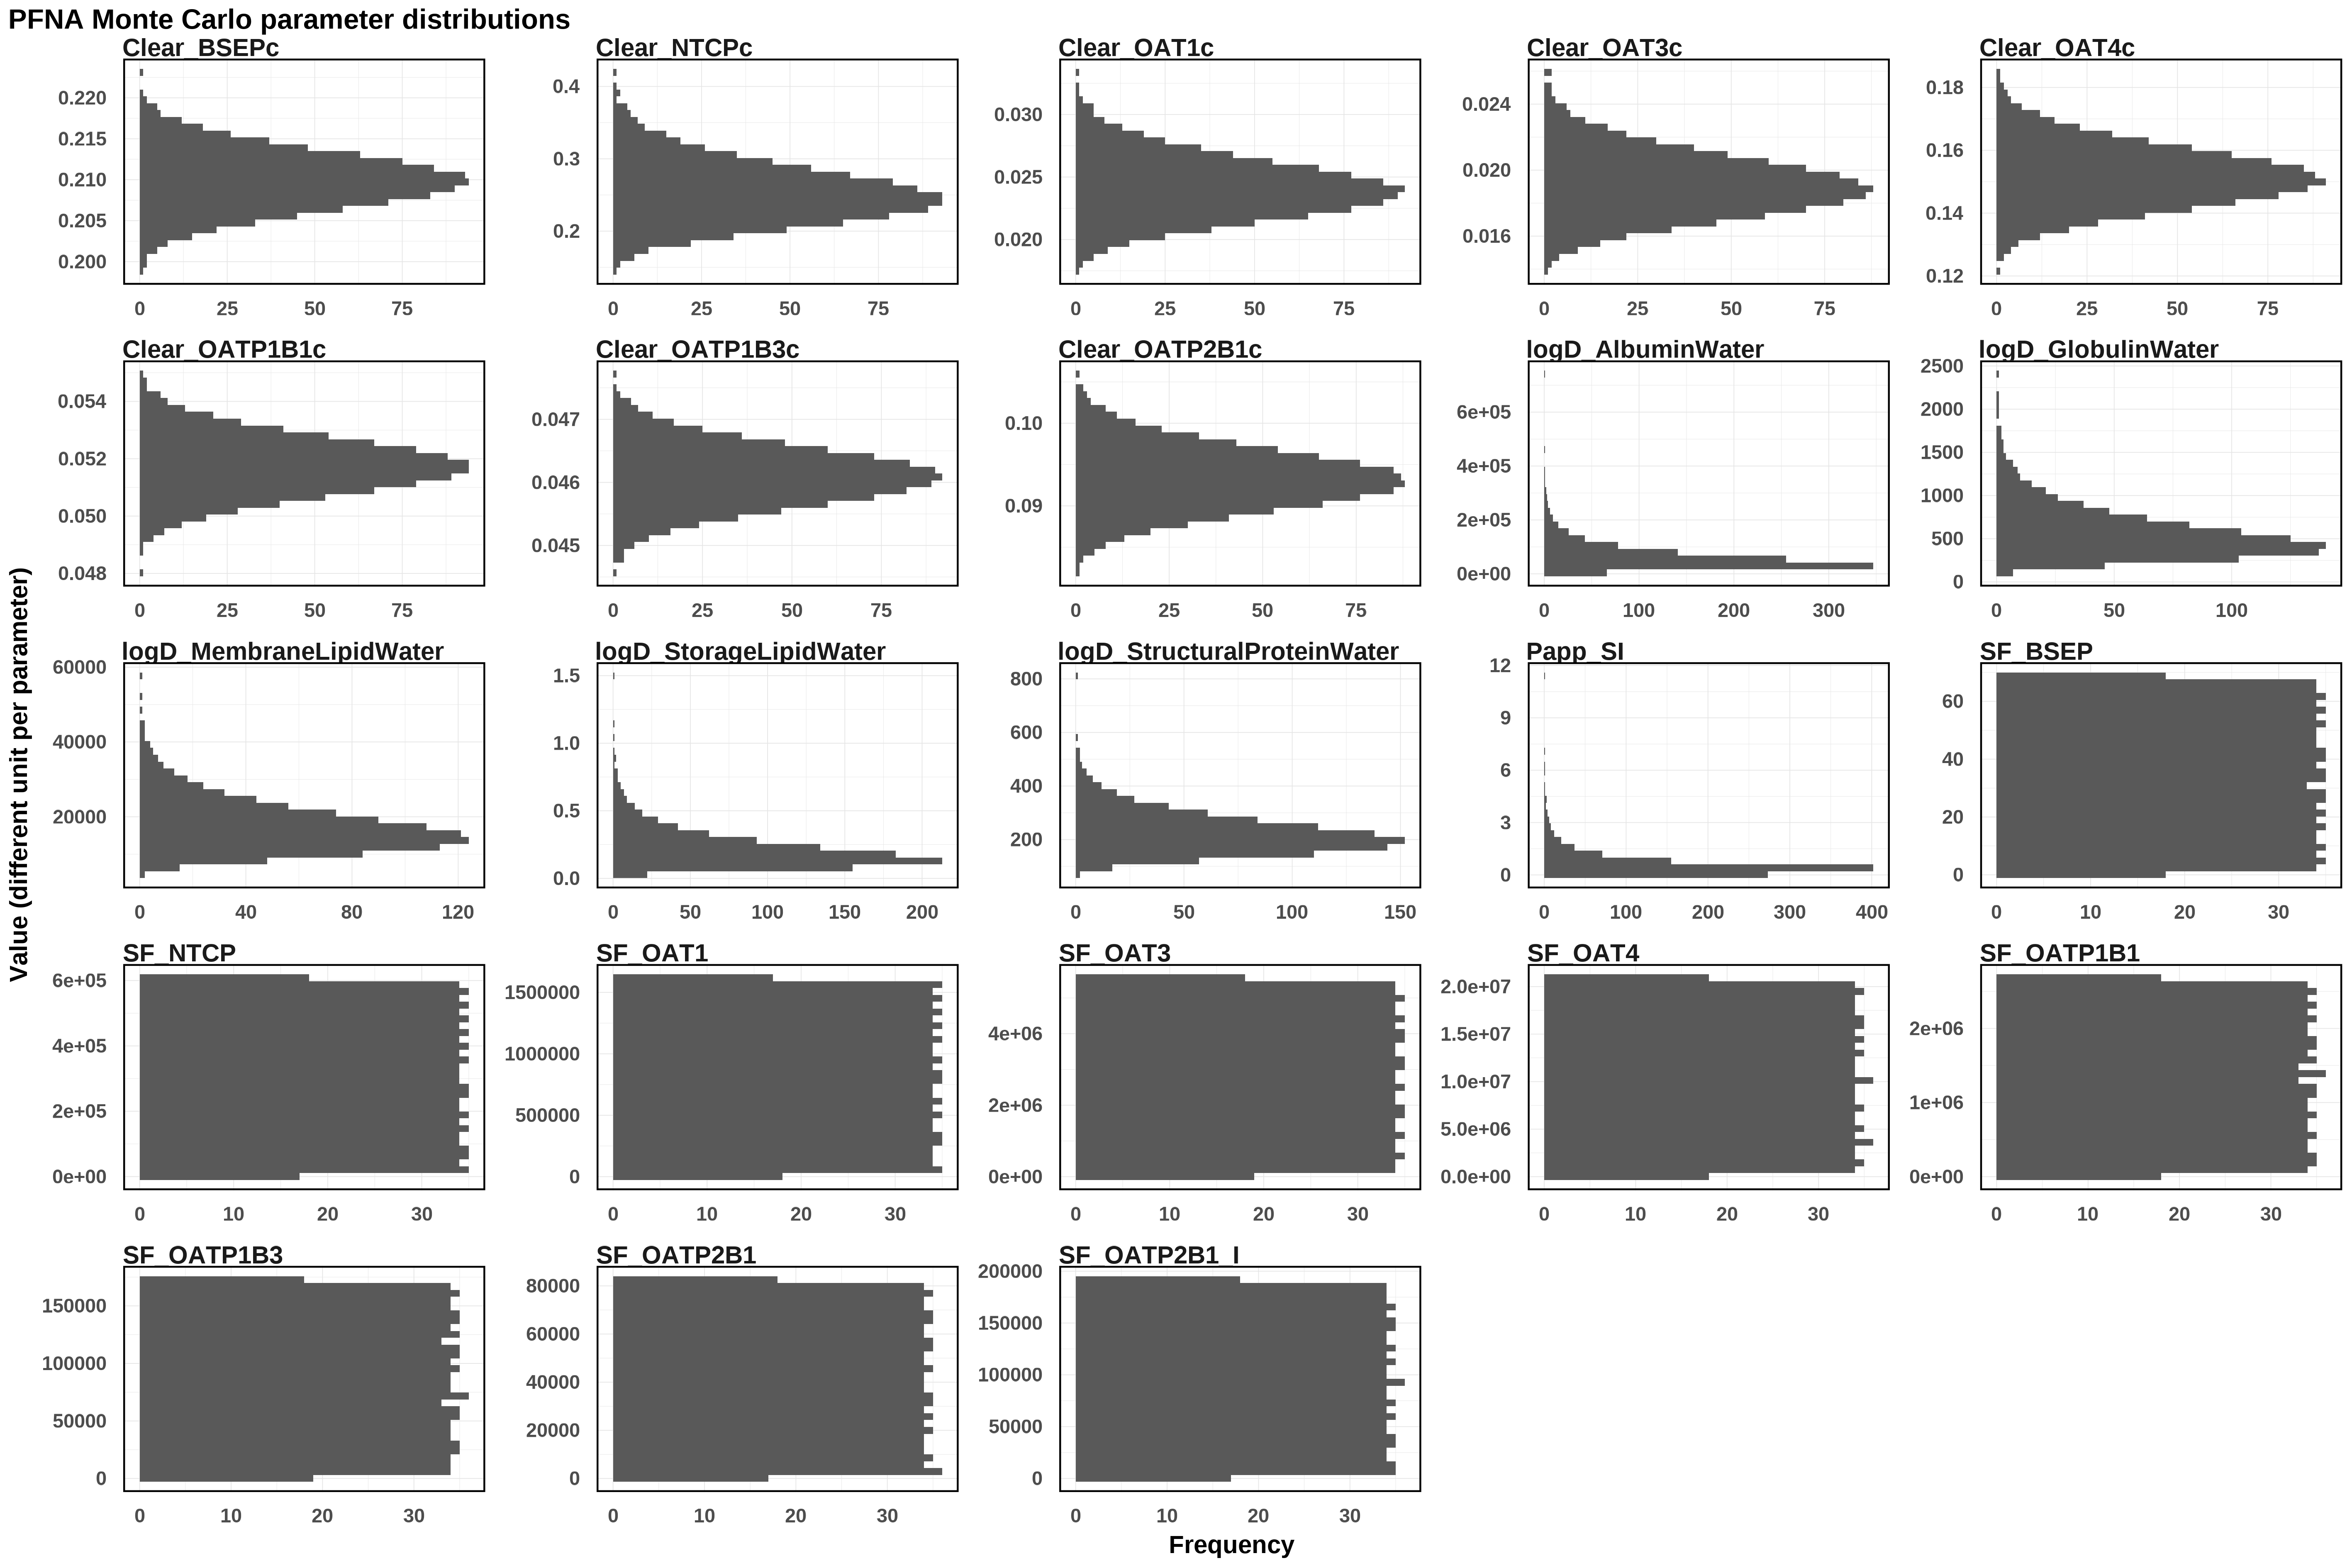 PFNA Monte Carlo parameter distributions
Clear_BSEPc
0.220
0.215
0.210
0.205
0.200
0 25 50 75
Clear_NTCPc
0.4
0.3
0.2
0 25 50 75
Clear_OAT1c
0.030
0.025
0.020
0 25 50 75
Clear_OAT3c
0.024
0.020
0.016
0 25 50 75
Clear_OAT4c
0.18
0.16
0.14
0.12
0 25 50 75
Clear_OATP1B1c
0.054
0.052
0.050
0.048
0 25 50 75
Clear_OATP1B3c
0.047
0.046
0.045
0 25 50 75
Clear_OATP2B1c
0.10
0.09
0 25 50 75
logD_AlbuminWater
6e+05
4e+05
2e+05
0e+00
0 100 200 300
logD_GlobulinWater
2500
2000
1500
1000
500
0
0 50 100
logD_MembraneLipidWater
60000
40000
20000
0 40 80 120
logD_StorageLipidWater
1.5
1.0
0.5
0.0
0 50 100 150 200
logD_StructuralProteinWater
800
600
400
200
0 50 100 150
Papp_SI
12
9
6
3
0
0 100 200 300 400
SF_BSEP
60
40
20
0
0 10 20 30
SF_NTCP
6e+05
4e+05
2e+05
0e+00
0 10 20 30
SF_OAT1
1500000
1000000
500000
0
0 10 20 30
SF_OAT3
4e+06
2e+06
0e+00
0 10 20 30
SF_OAT4
2.0e+07
1.5e+07
1.0e+07
5.0e+06
0.0e+00
0 10 20 30
SF_OATP1B1
2e+06
1e+06
0e+00
0 10 20 30
SF_OATP1B3
150000
100000
50000
0
0 10 20 30
SF_OATP2B1
80000
60000
40000
20000
0
0 10 20 30
SF_OATP2B1_I
200000
150000
100000
50000
0
0 10 20 30
Value (different unit per parameter)
Frequency